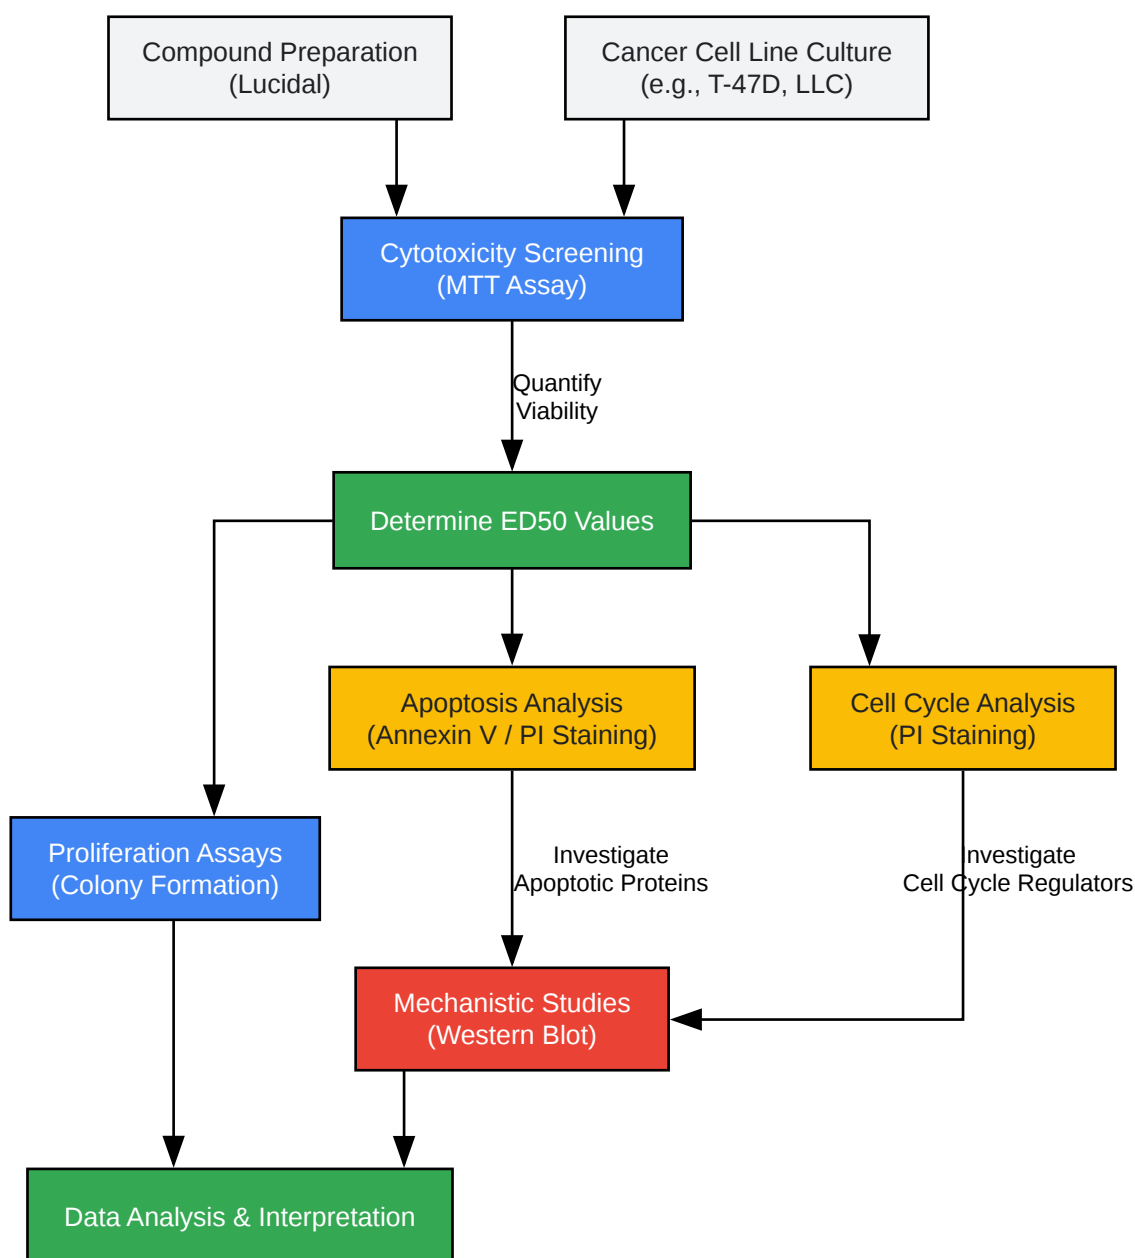 Compound Preparation
(Lucidal)
Cancer Cell Line Culture
(e.g., T-47D, LLC)
Cytotoxicity Screening
(MTT Assay)
Quantify
Viability
Determine ED50 Values
Apoptosis Analysis
(Annexin V / PI Staining)
Cell Cycle Analysis
(PI Staining)
Proliferation Assays
(Colony Formation)
Investigate
Apoptotic Proteins
Investigate
Cell Cycle Regulators
Mechanistic Studies
(Western Blot)
Data Analysis & Interpretation